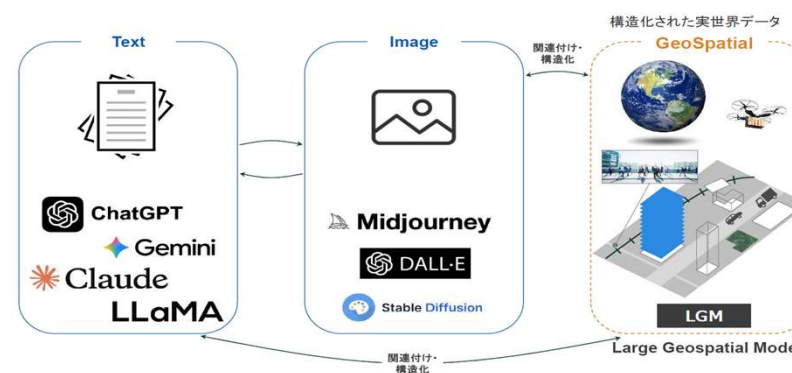 構造化された実世界データ
Text
Image
GeoSpatial
関連付け・
構造化
ChatGPT
Gemini
Claude
LLaMA
Midjourney
DALL·E
Stable Diffusion
LGM
Large Geospatial Mode
関連付け・
構造化